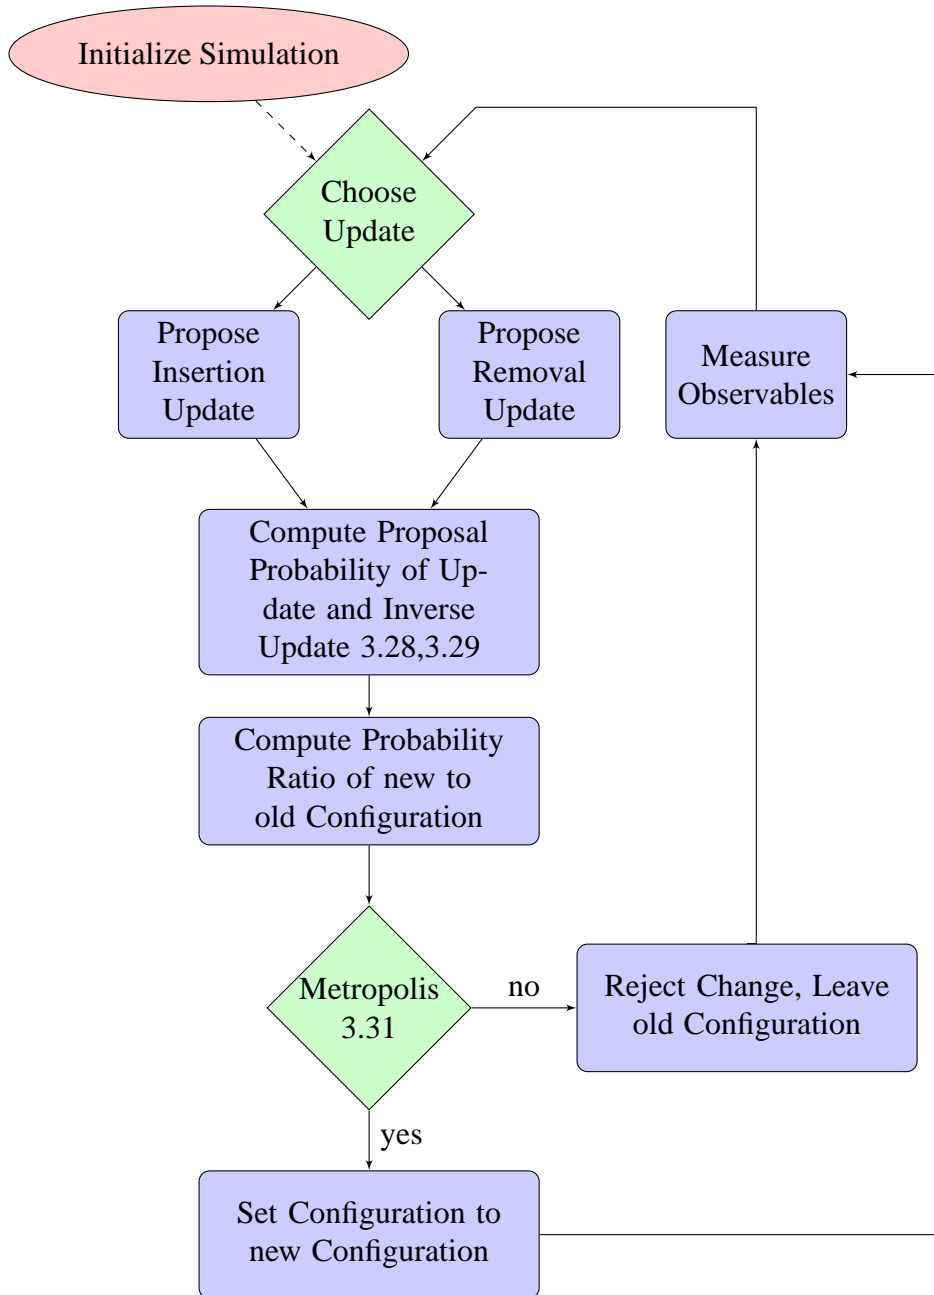 Initialize Simulation
Choose
Update
Propose
Insertion
Update
Propose
Removal
Update
Measure
Observables
Compute Proposal
Probability of Up-
date and Inverse
Update 3.28,3.29
Compute Probability
Ratio of new to
old Configuration
Metropolis
3.31
no
Reject Change, Leave
old Configuration
yes
Set Configuration to
new Configuration